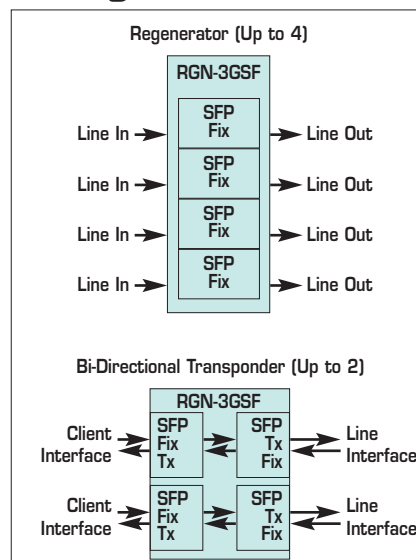 Regenerator (Up to 4)
RGN-3GSF
SFP
Fix
Line In
Line Out
SFP
Fix
Line In
Line Out
SFP
Fix
Line In
Line Out
SFP
Fix
Line In
Line Out
Bi-Directional Transponder (Up to 2)
RGN-3GSF
Client
Interface
SFP
Fix
Tx
SFP
Tx
Fix
Line
Interface
Client
Interface
SFP
Fix
Tx
SFP
Tx
Fix
Line
Interface